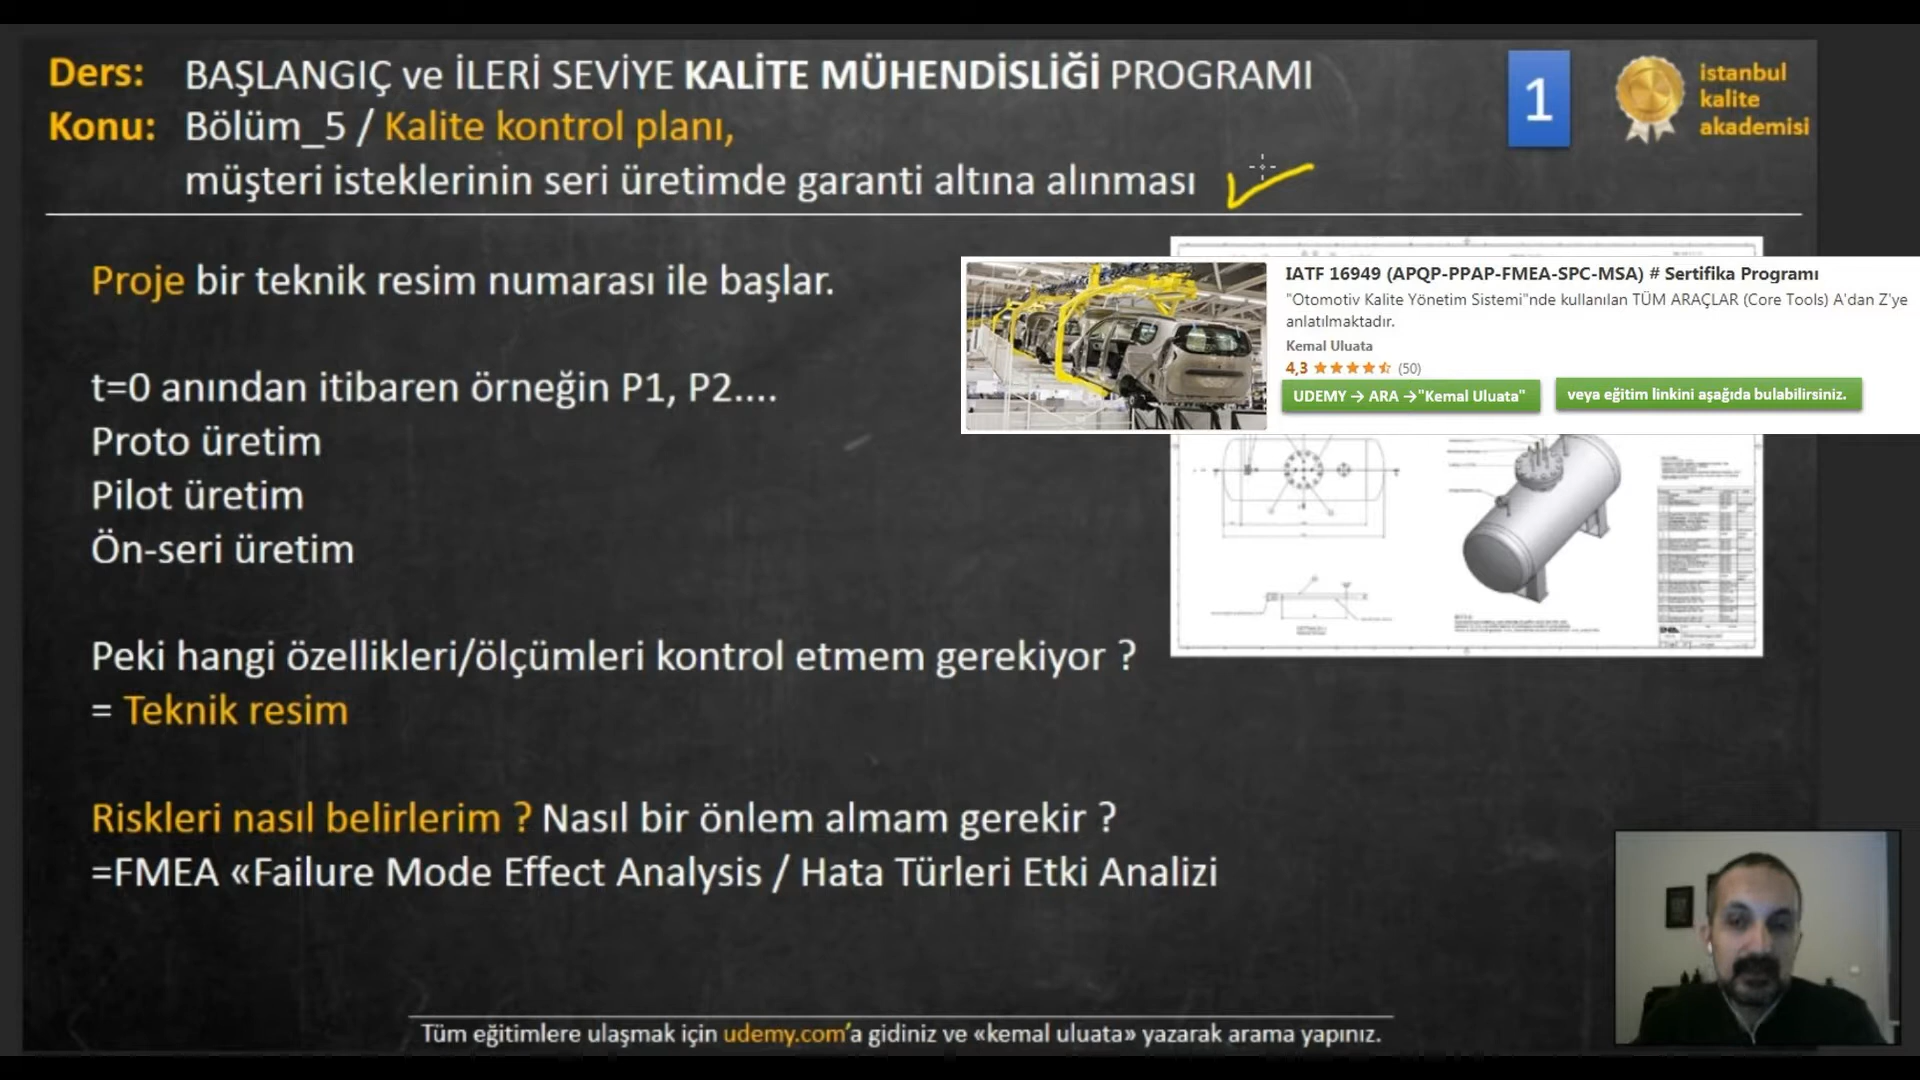 Ders: BAŞLANGIÇ ve İLERİ SEVİYE KALİTE MÜHENDİSLİĞİ PROGRAMI
Konu: Bölüm_5 / Kalite kontrol planı,
müşteri isteklerinin seri üretimde garanti altına alınması
1
istanbul
kalite
akademisi
Proje bir teknik resim numarası ile başlar.
t=0 anından itibaren örneğin P1, P2....
Proto üretim
Pilot üretim
Ön-seri üretim
IATF 16949 (APQP-PPAP-FMEA-SPC-MSA) # Sertifika Programı
"Otomotiv Kalite Yönetim Sistemi"nde kullanılan TÜM ARAÇLAR (Core Tools) A'dan Z'ye
anlatılmaktadır.
Kemal Uluata
4,3 (50)
UDEMY → ARA →"Kemal Uluata"
veya eğitim linkini aşağıda bulabilirsiniz.
Peki hangi özellikleri/ölçümleri kontrol etmem gerekiyor ?
= Teknik resim
Riskleri nasıl belirlerim ? Nasıl bir önlem almam gerekir ?
=FMEA «Failure Mode Effect Analysis / Hata Türleri Etki Analizi
Tüm eğitimlere ulaşmak için udemy.com'a gidiniz ve «kemal uluata» yazarak arama yapınız.